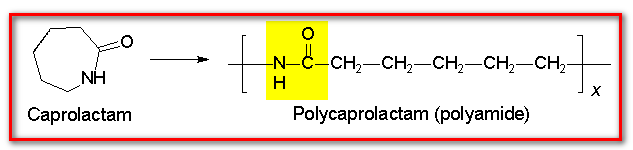 O
O
N—C—CH2—CH2—CH2—CH2—CH2
NH
H
x
Caprolactam
Polycaprolactam (polyamide)